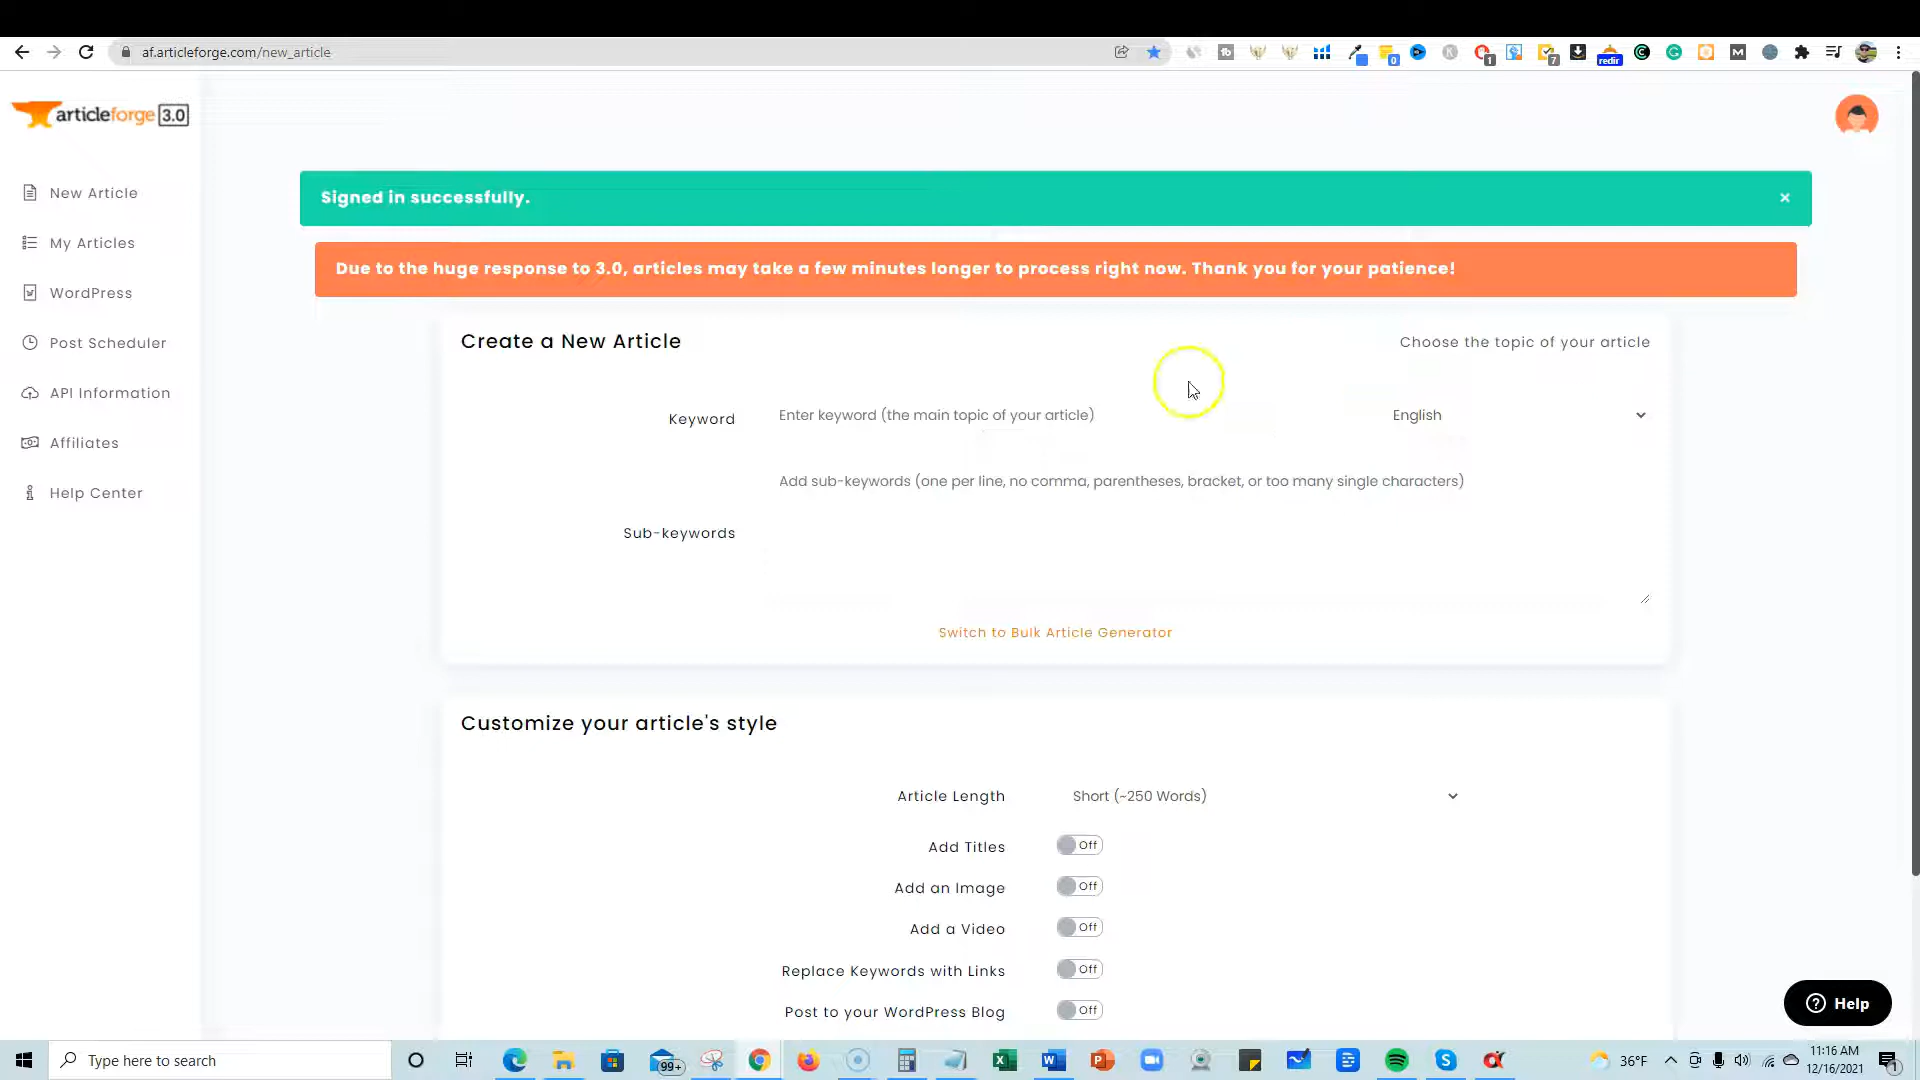 af.articleforge.com/new_article
1
0
7
redir
articleforge 3.0
New Article
My Articles
WordPress
Post Scheduler
API Information
Affiliates
Help Center
Signed in successfully.
×
Due to the huge response to 3.0, articles may take a few minutes longer to process right now. Thank you for your patience!
Create a New Article
Choose the topic of your article
Keyword
Enter keyword (the main topic of your article)
English
Add sub-keywords (one per line, no comma, parentheses, bracket, or too many single characters)
Sub-keywords
Switch to Bulk Article Generator
Customize your article's style
Article Length
Short (~250 Words)
Add Titles
Off
Add an Image
Off
Add a Video
Off
Replace Keywords with Links
Off
Post to your WordPress Blog
Off
Help
Type here to search
99+
36°F
11:16 AM
12/16/2021
1